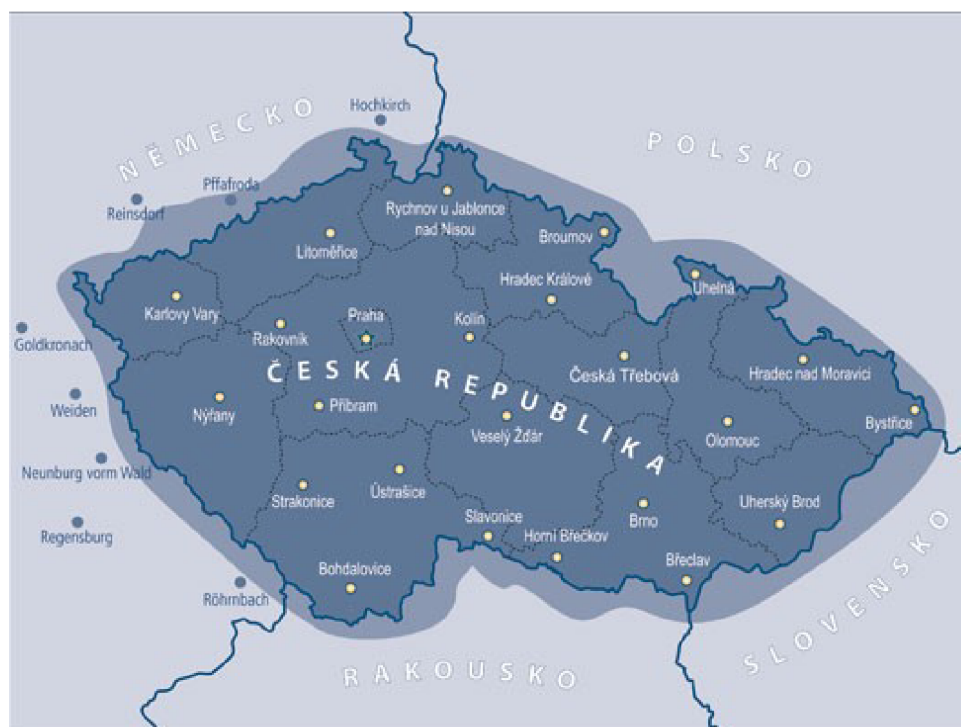 Hochkirch
NĚMECKO
POLSKO
Pffafroda
Reinsdorf
Rychnov u Jablonce
nad Nisou
Litoměřice
Broumov
Hradec Králové
Uhelná
Karlovy Vary
Praha
Kolín
Rakovník
Goldkronach
ČESKÁ REPUBLIKA
Česká Třebová
Hradec nad Moravicí
Weiden
Nýřany
Příbram
Veselý Žďár
Olomouc
Bystřice
Neunburg vorm Wald
Strakonice
Ústrašice
Brno
Uherský Brod
Regensburg
Slavonice
Horní Břečkov
Břeclav
Bohdalovice
Röhrnbach
SLOVENSKO
RAKOUSKO